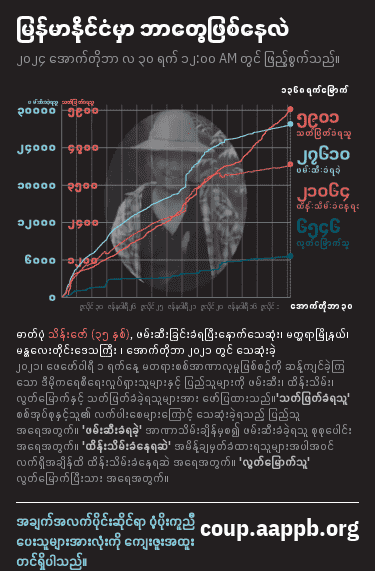 မြန်မာနိုင်ငံမှာ ဘာတွေဖြစ်နေလဲ
၂၀၂၄ အောက်တိုဘာ လ ၃၀ ရက် ၁၂:၀၀ AM တွင် ဖြည့်စွက်သည်။
၁၃၆၈ ရက်မြောက်
ဖမ်းဆီးခံရသူ သတ်ဖြတ်ခံရသူ
၃၀၀၀၀ ၅၉၀၀
၅၉၀၁
သတ်ဖြတ်ခံရသူ
၂၄၀၀၀
၂၇၆၁၀
ဖမ်းဆီးခံရခဲ့
၁၈၀၀၀
၂၁၀၆၄
ထိန်းသိမ်းခံနေရဆဲ
၁၂၀၀၀
၆၅၄၆
လွတ်မြောက်သူ
၆၀၀၀
၀
အောက်တိုဘာ ၃၀
ဓာတ်ပုံ သိန်းဇော် (၃၅ နှစ်), ဖမ်းဆီးခြင်းခံရပြီးနောက်သေဆုံး၊ မတ္တရာမြို့နယ်၊
မန္တလေးတိုင်းဒေသကြီး ၊ အောက်တိုဘာ ၂၀၂၁ တွင် သေဆုံးခဲ့
၂၀၂၁၊ ဖေဖော်ဝါရီ ၁ ရက်နေ့ မတရားစစ်အာဏာလုမှုဖြစ်စဉ်ကို ဆန့်ကျင်ခဲ့ကြ
သော ဒီမိုကရေစီရေးလှုပ်ရှားသူများနှင့် ပြည်သူများကို ဖမ်းဆီး၊ ထိန်းသိမ်း၊
လွတ်မြောက်နှင့် သတ်ဖြတ်ခံခဲ့ရသူများအား ဖော်ပြထားသည်။'သတ်ဖြတ်ရသူ'
စစ်အုပ်စုနှင့်သူ၏ လက်ပါးစေများကြောင့် သေဆုံးခဲ့ရသည့် ပြည်သူ
အရေအတွက်။ 'ဖမ်းဆီးခံရခဲ့' အာဏာသိမ်းချိန်မှစ၍ ဖမ်းဆီးခံခဲ့ရသူ စုစုပေါင်း
အရေအတွက်။ 'ထိန်းသိမ်းခံနေရဆဲ' အမိန့်ချမှတ်ခံထားရသူများအပါအဝင်
လက်ရှိအချိန်ထိ ထိန်းသိမ်းခံနေရဆဲ အရေအတွက်။ 'လွတ်မြောက်သူ'
လွတ်မြောက်ပြီးသား အရေအတွက်။
အချက်အလက်ပိုင်းဆိုင်ရာ ပံ့ပိုးကူညီ
ပေးသူများအားလုံးကို ကျေးဇူးအထူး
တင်ရှိပါသည်။
coup.aappb.org